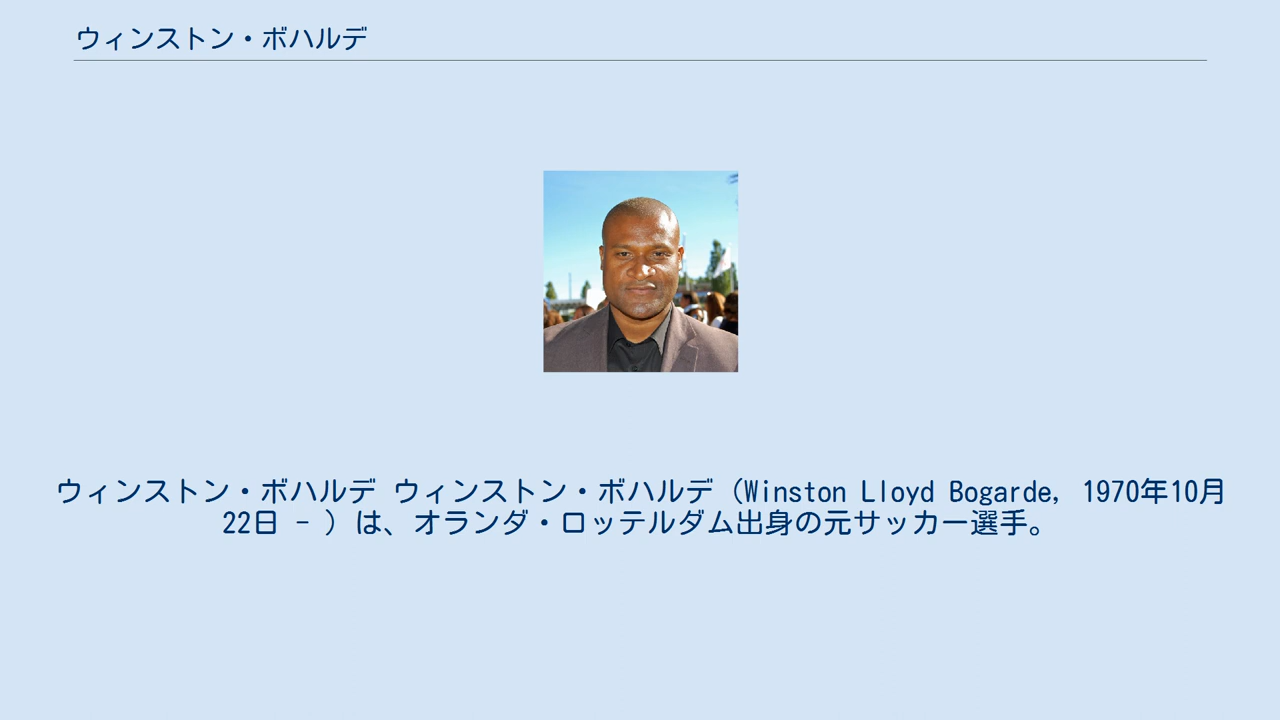 ウィンストン・ボハルデ
ウィンストン・ボハルデ ウィンストン・ボハルデ（Winston Lloyd Bogarde, 1970年10月
22日 - ）は、オランダ・ロッテルダム出身の元サッカー選手。